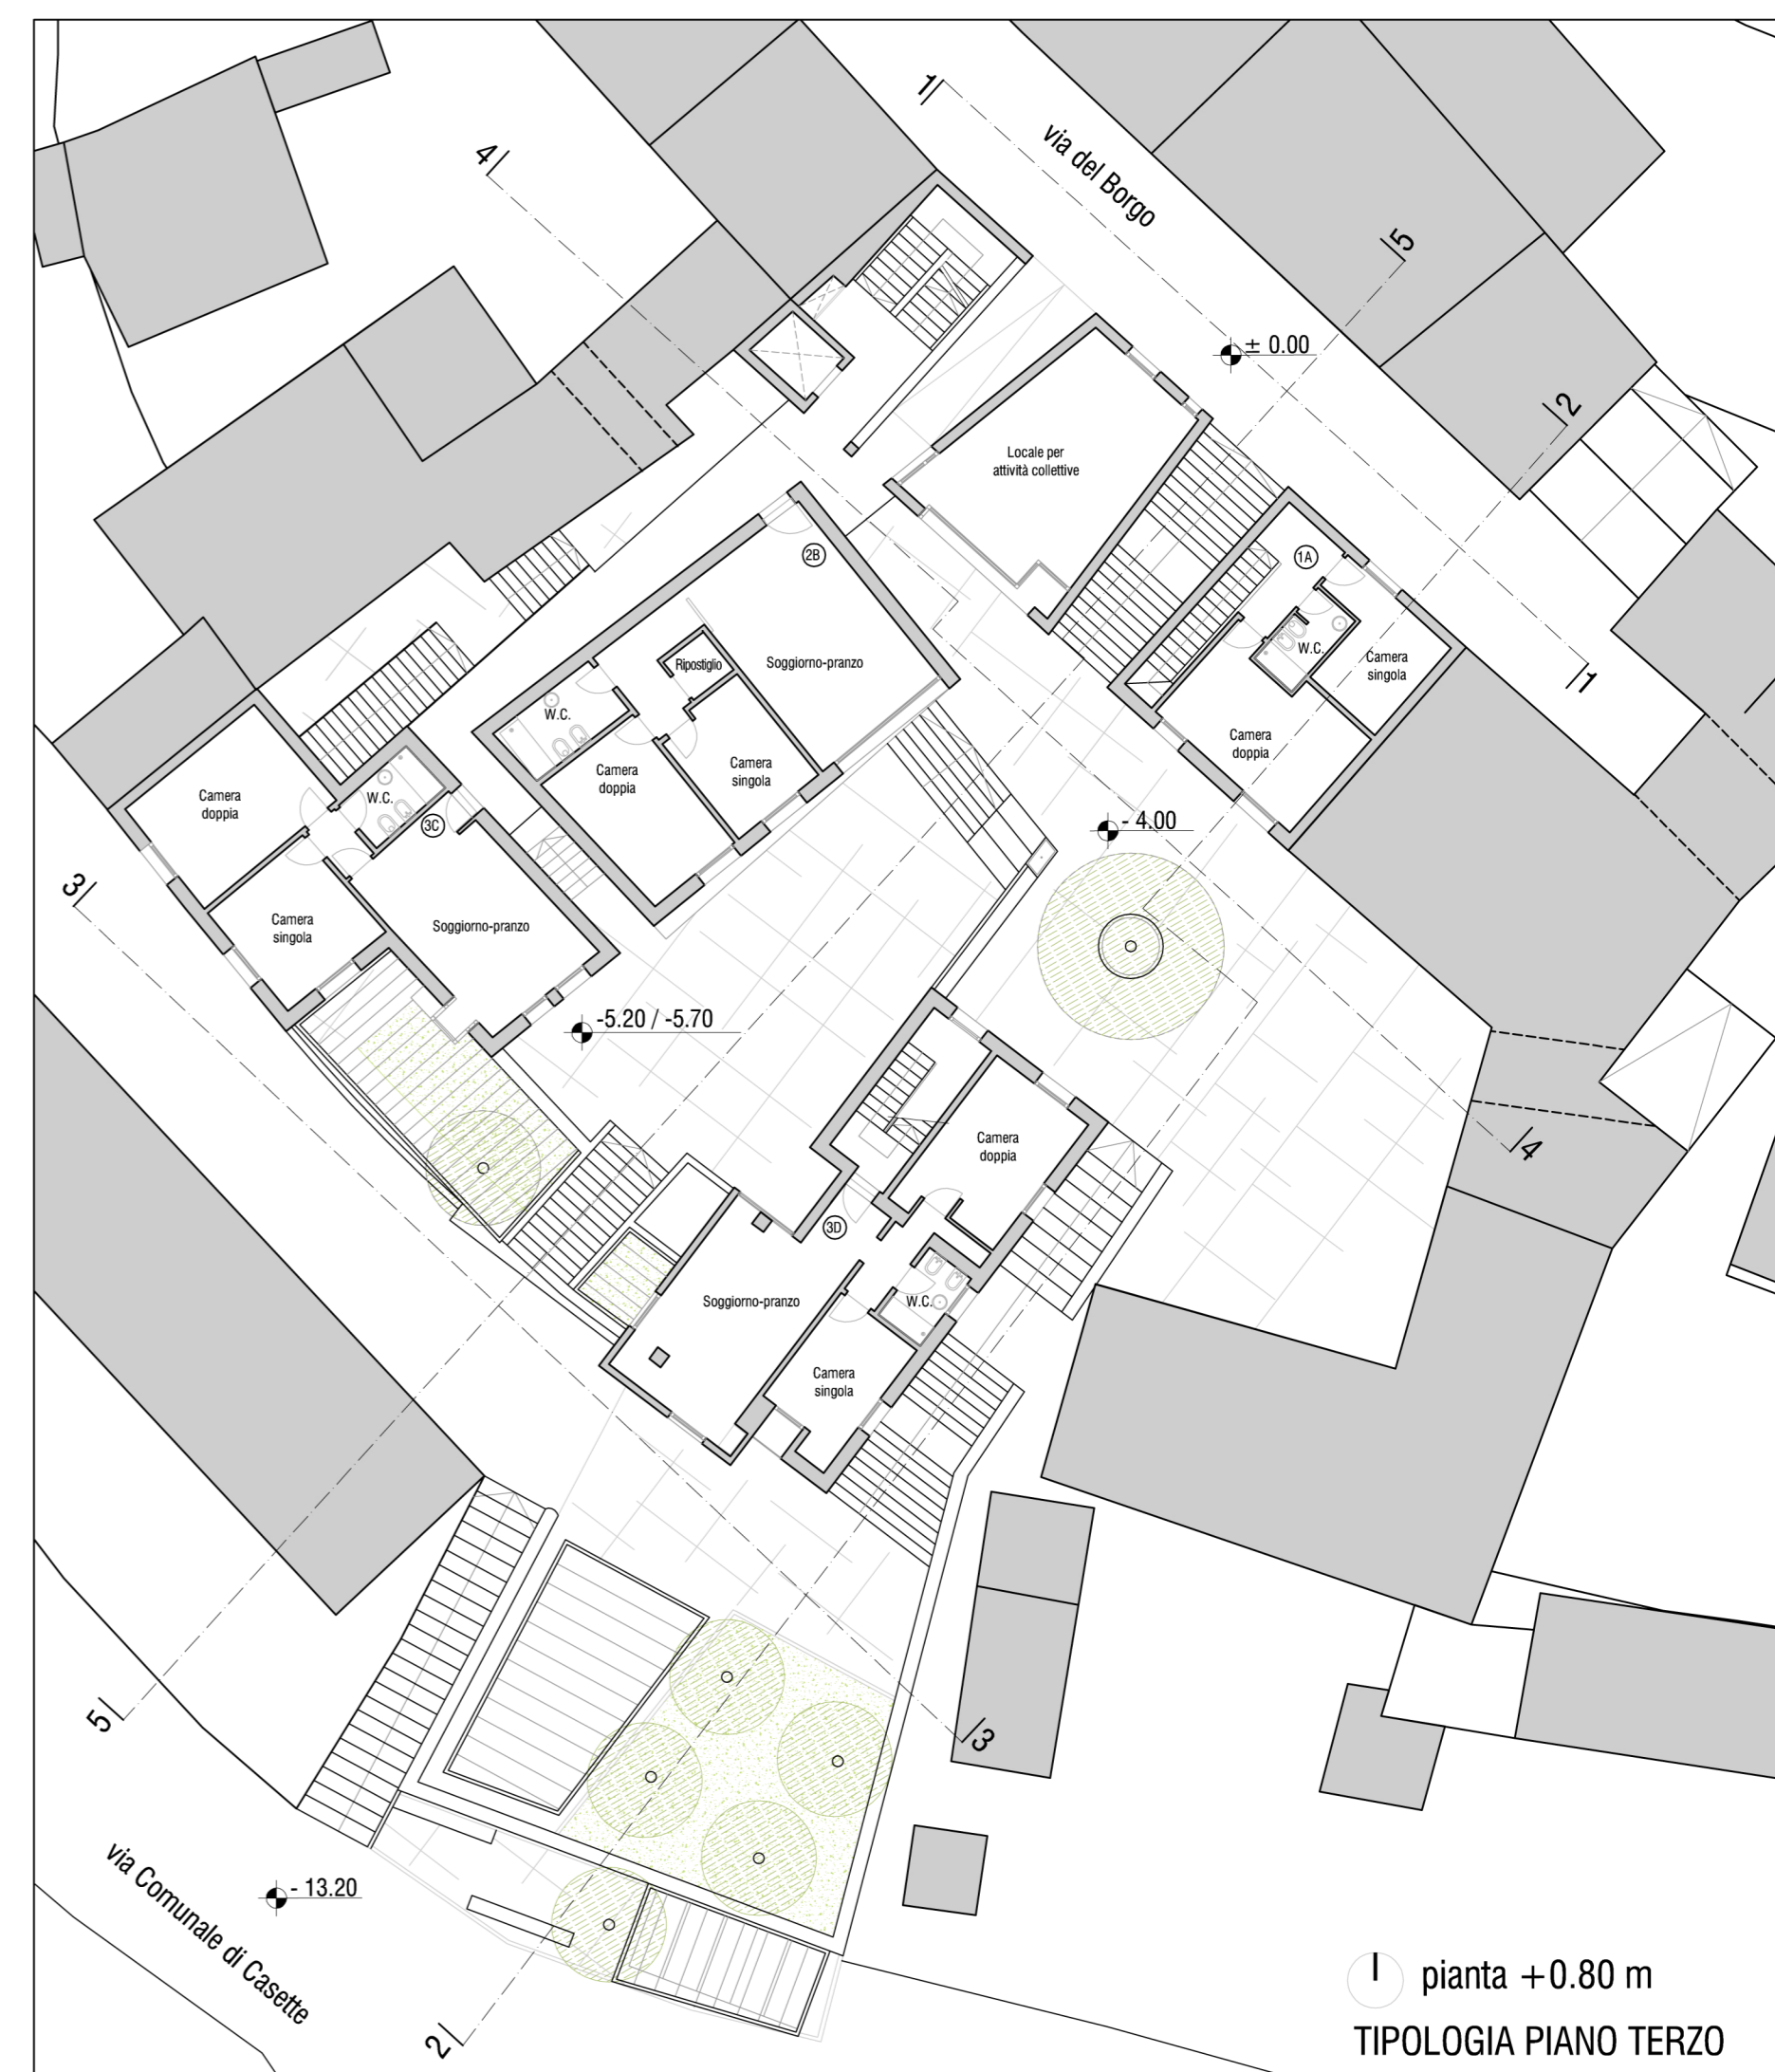 1
via del Borgo
4
5
± 0.00
2
Locale per
attività collettive
2B
1A
Ripostiglio
Soggiorno-pranzo
W.C.
Camera
singola
1
W.C.
Camera
doppia
Camera
singola
Camera
doppia
Camera
doppia
W.C.
3C
- 4.00
3
Camera
singola
Soggiorno-pranzo
-5.20 / -5.70
Camera
doppia
4
3D
Soggiorno-pranzo
W.C.
Camera
singola
5
3
via Comunale di Casette
- 13.20
2
pianta +0.80 m
TIPOLOGIA PIANO TERZO